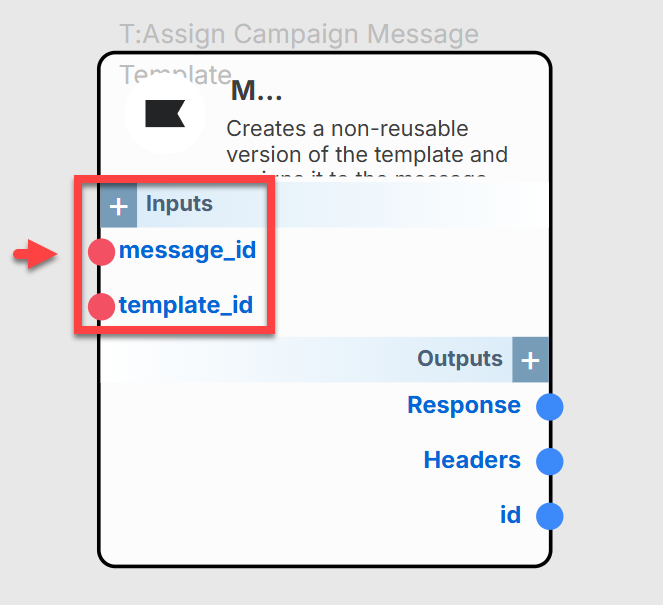 T:Assign Campaign Message
Template
M...
Creates a non-reusable
version of the template and
Inputs
message_id
template_id
Outputs
Response
Headers
id